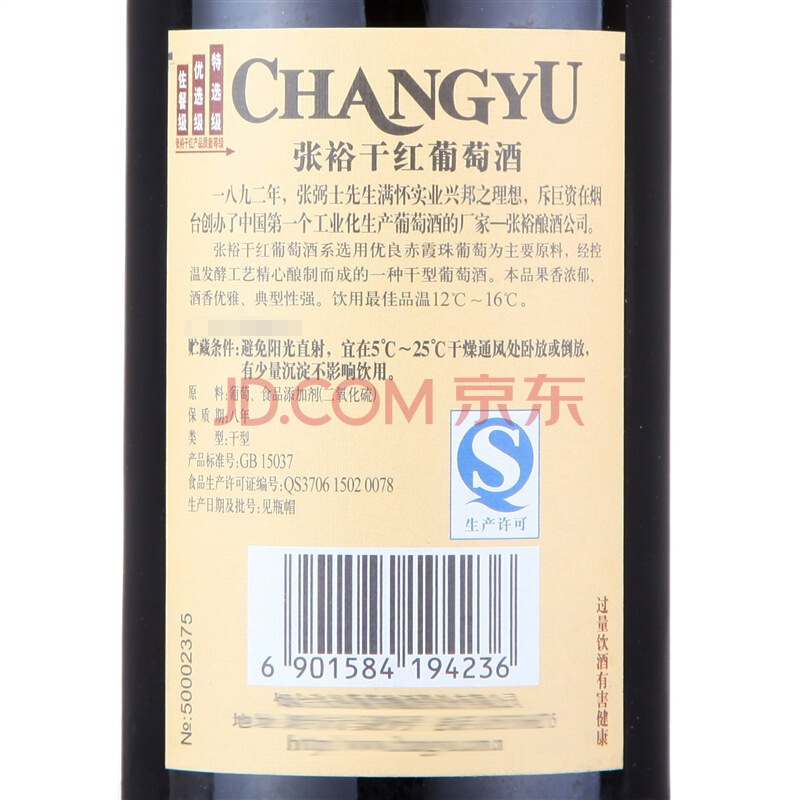 特选级
优选级
佐餐级
张裕干红产品质量等级
CHANGYU
张裕干红葡萄酒
一八九二年，张弼士先生满怀实业兴邦之理想，斥巨资在烟
台创办了中国第一个工业化生产葡萄酒的厂家—张裕酿酒公司。
张裕干红葡萄酒系选用优良赤霞珠葡萄为主要原料，经控
温发酵工艺精心酿制而成的一种干型葡萄酒。本品果香浓郁、
酒香优雅、典型性强。饮用最佳品温12℃～16℃。
贮藏条件:避免阳光直射，宜在5℃～25℃干燥通风处卧放或倒放，
有少量沉淀不影响饮用。
JD.COM 京东
原 料:葡萄、食品添加剂(二氧化硫)
保 质 期:八年
类 型:干型
产品标准号:GB 15037
食品生产许可证编号:QS3706 1502 0078
生产日期及批号:见瓶帽
S
生产许可
6 901584 194236
№:50002375
过量饮酒有害健康